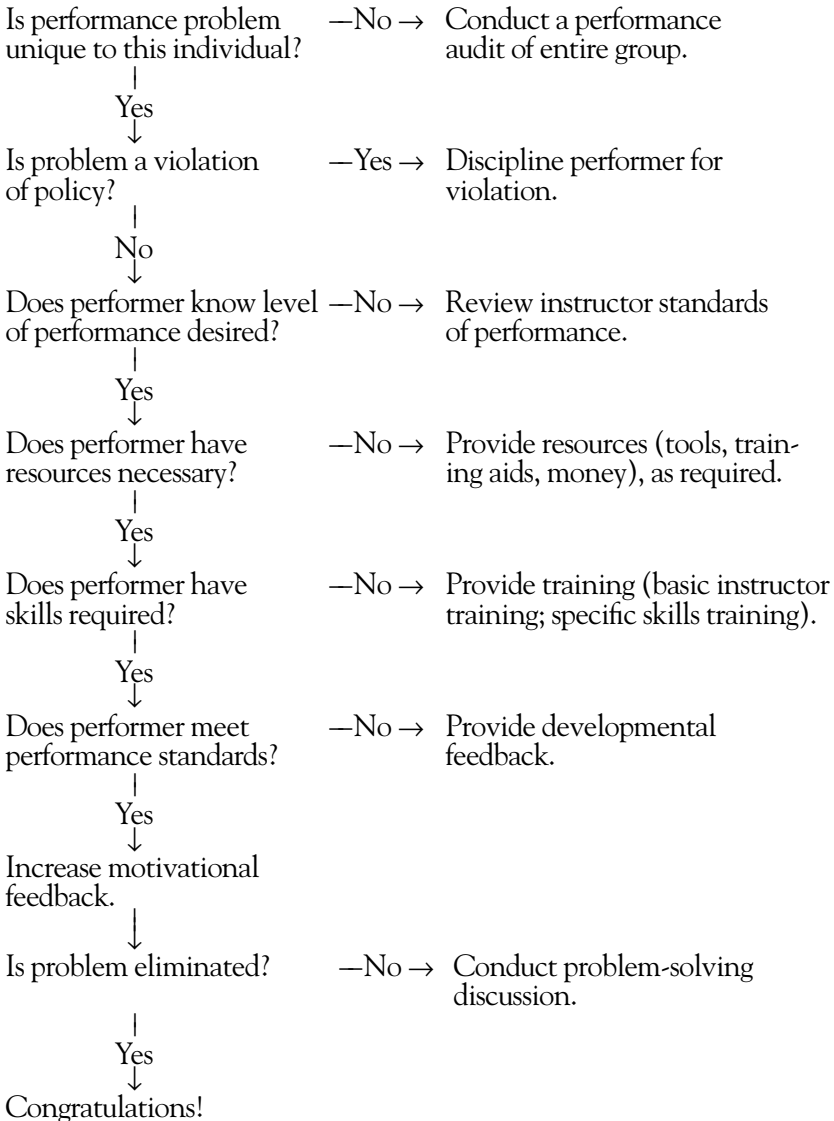 Is performance problem —No → Conduct a performance
unique to this individual? audit of entire group.
Yes
Is problem a violation —Yes → Discipline performer for
of policy? violation.
No
Does performer know level —No → Review instructor standards
of performance desired? of performance.
Yes
Does performer have —No → Provide resources (tools, train-
resources necessary? ing aids, money), as required.
Yes
Does performer have —No → Provide training (basic instructor
skills required? training; specific skills training).
Yes
Does performer meet —No → Provide developmental
performance standards? feedback.
Yes
Increase motivational
feedback.
Is problem eliminated? —No → Conduct problem-solving
discussion.
Yes
Congratulations!